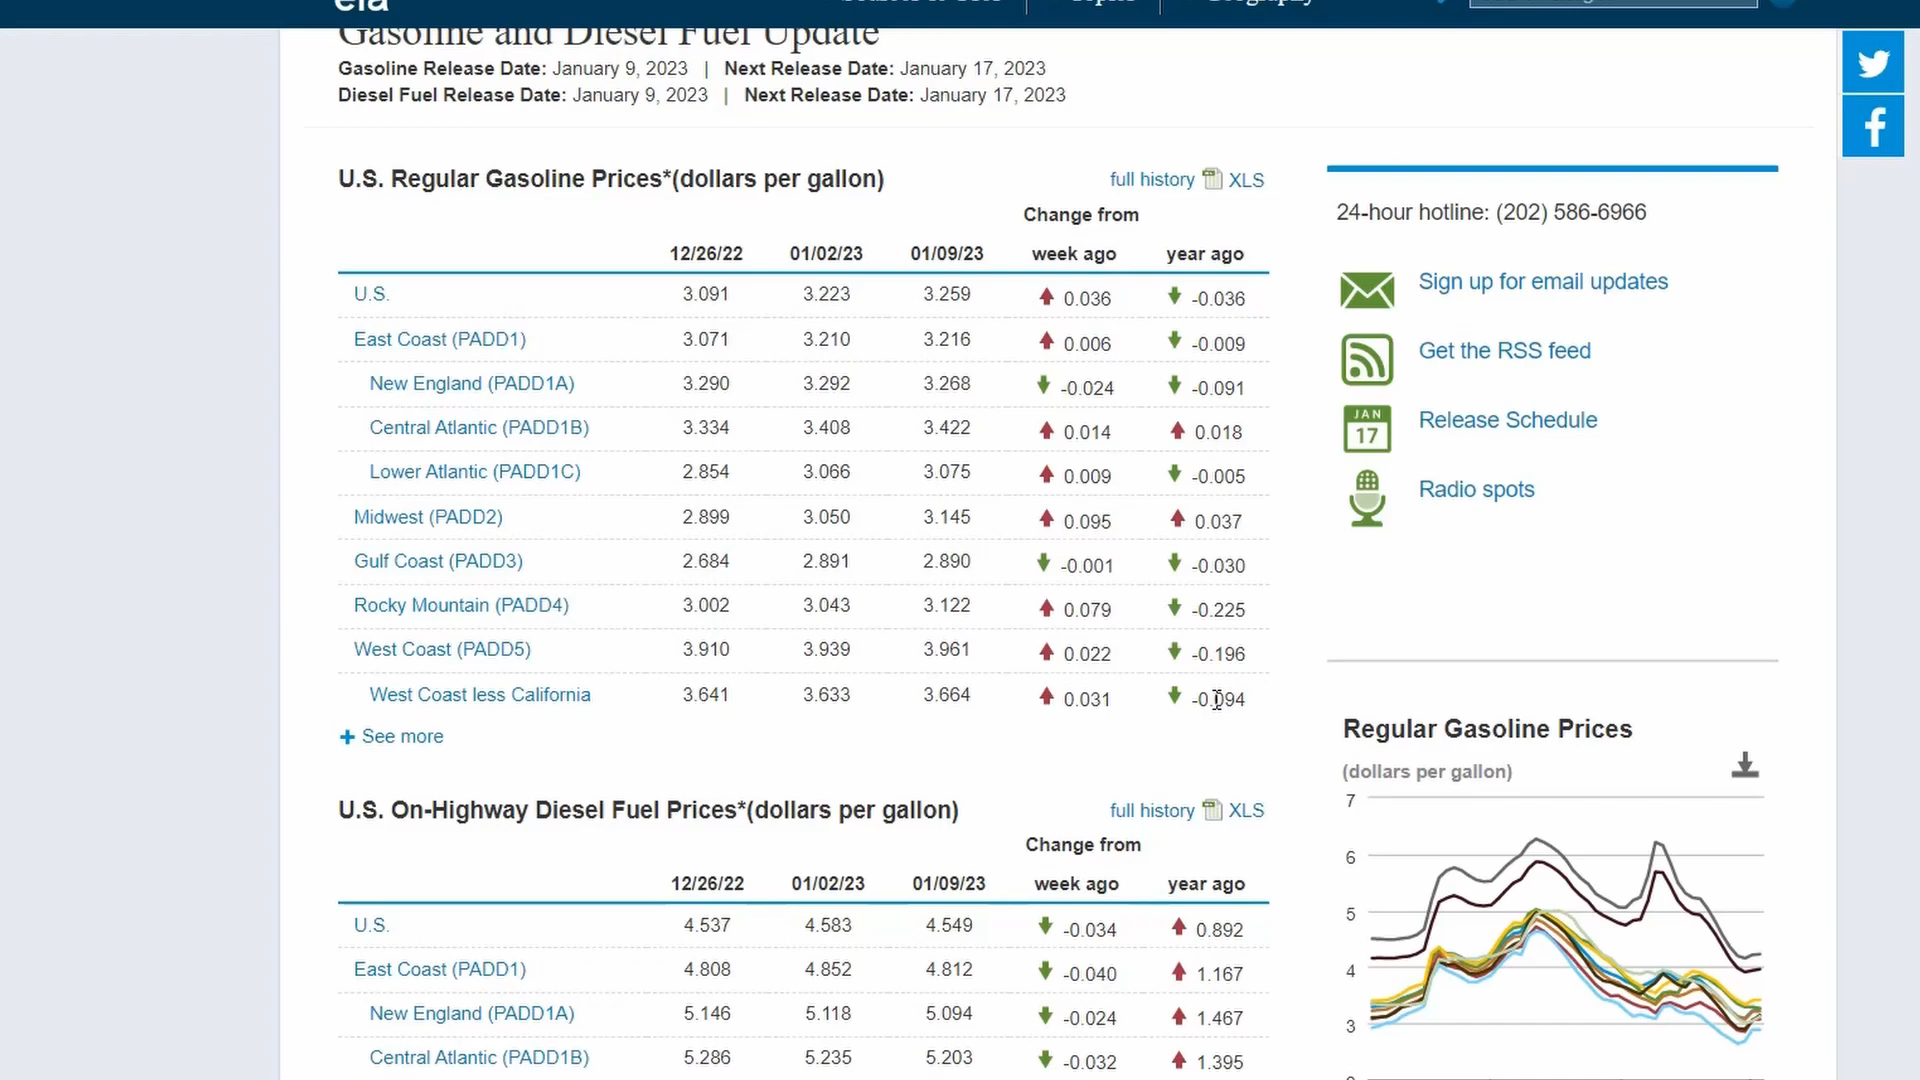 eia
Gasoline and Diesel Fuel Update
Gasoline Release Date: January 9, 2023 | Next Release Date: January 17, 2023
Diesel Fuel Release Date: January 9, 2023 | Next Release Date: January 17, 2023
U.S. Regular Gasoline Prices*(dollars per gallon) full history XLS
Change from
12/26/22 01/02/23 01/09/23 week ago year ago
U.S. 3.091 3.223 3.259 0.036 -0.036
East Coast (PADD1) 3.071 3.210 3.216 0.006 -0.009
New England (PADD1A) 3.290 3.292 3.268 -0.024 -0.091
Central Atlantic (PADD1B) 3.334 3.408 3.422 0.014 0.018
Lower Atlantic (PADD1C) 2.854 3.066 3.075 0.009 -0.005
Midwest (PADD2) 2.899 3.050 3.145 0.095 0.037
Gulf Coast (PADD3) 2.684 2.891 2.890 -0.001 -0.030
Rocky Mountain (PADD4) 3.002 3.043 3.122 0.079 -0.225
West Coast (PADD5) 3.910 3.939 3.961 0.022 -0.196
West Coast less California 3.641 3.633 3.664 0.031 -0.094
See more
U.S. On-Highway Diesel Fuel Prices*(dollars per gallon) full history XLS
Change from
12/26/22 01/02/23 01/09/23 week ago year ago
U.S. 4.537 4.583 4.549 -0.034 0.892
East Coast (PADD1) 4.808 4.852 4.812 -0.040 1.167
New England (PADD1A) 5.146 5.118 5.094 -0.024 1.467
Central Atlantic (PADD1B) 5.286 5.235 5.203 -0.032 1.395
24-hour hotline: (202) 586-6966
Sign up for email updates
Get the RSS feed
JAN
17
Release Schedule
Radio spots
Regular Gasoline Prices
(dollars per gallon)
7
6
5
4
3